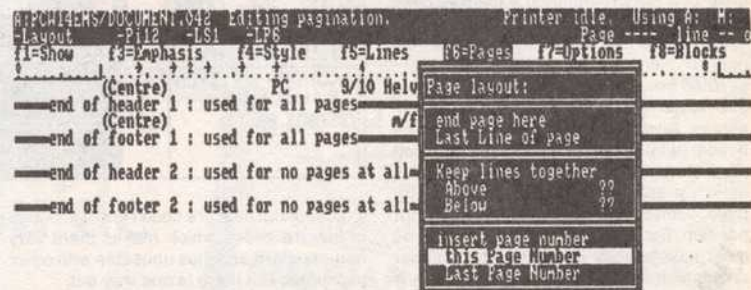 A:PCW14EMS/DOCUMENT.042 Editing pagination. Printer idle. Using A: M:
-Layout -Pi12 -LS1 -LP6 Page ---- line -- o
f1=Show f3=Emphasis f4=Style f5=Lines f6=Pages f7=Options f8=Blocks
(Centre) PC 9/10 Helv
end of header 1 : used for all pages
(Centre) n/f
end of footer 1 : used for all pages
end of header 2 : used for no pages at all
end of footer 2 : used for no pages at all
Page layout:
end page here
Last Line of page
Keep lines together
Above ??
Below ??
insert page number
this Page Number
Last Page Number